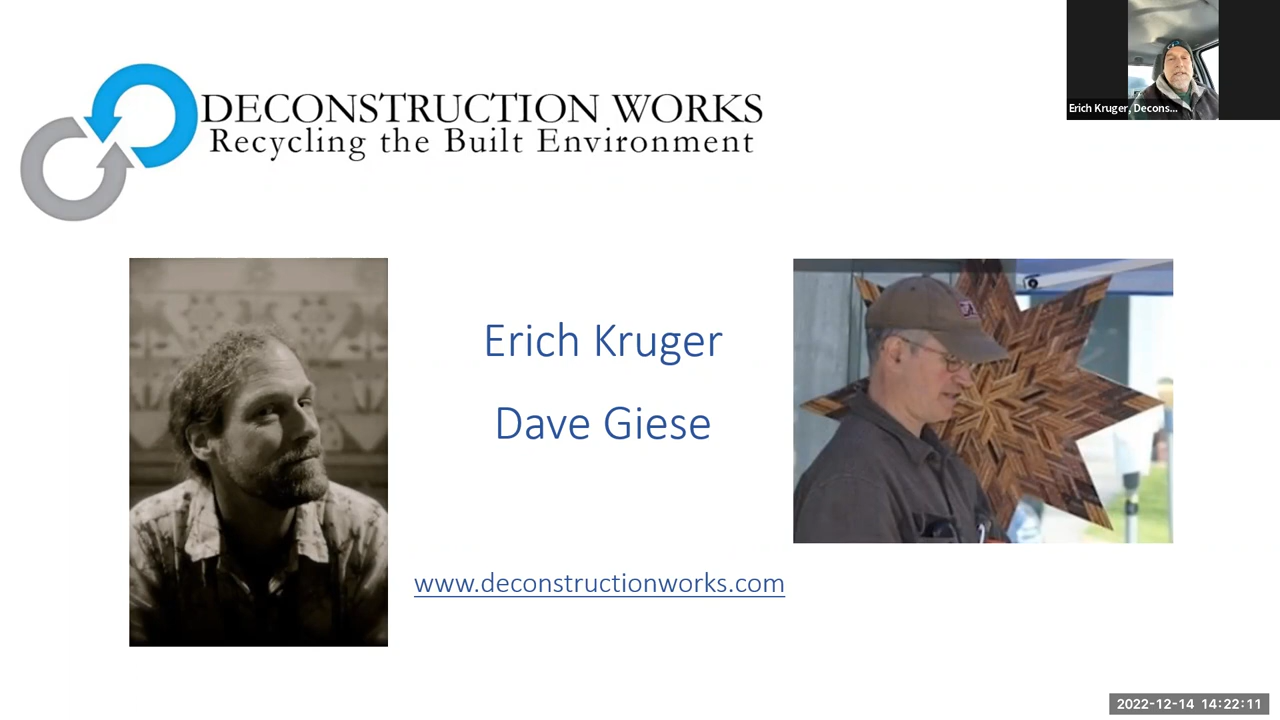 DECONSTRUCTION WORKS
Recycling the Built Environment
Erich Kruger, Decons...
Erich Kruger
Dave Giese
www.deconstructionworks.com
2022-12-14 14:22:11